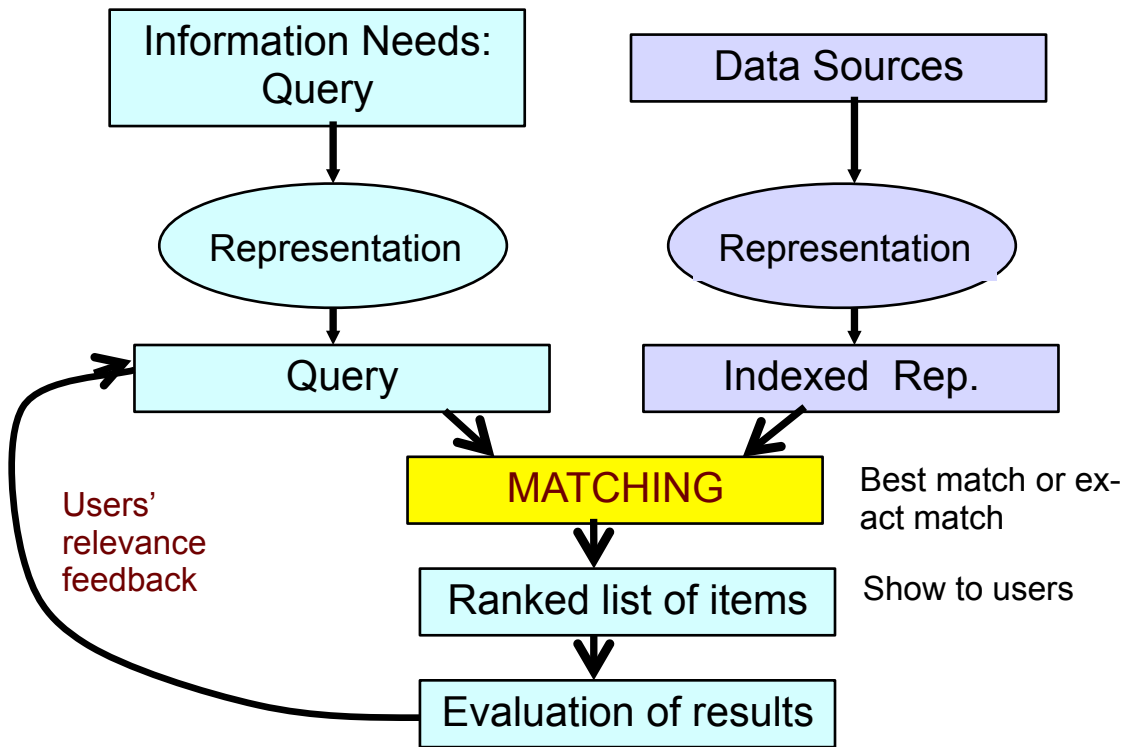 Information Needs:
Query
Data Sources
Representation
Representation
Query
Indexed Rep.
MATCHING
Best match or ex-
act match
Users’
relevance
feedback
Ranked list of items
Show to users
Evaluation of results